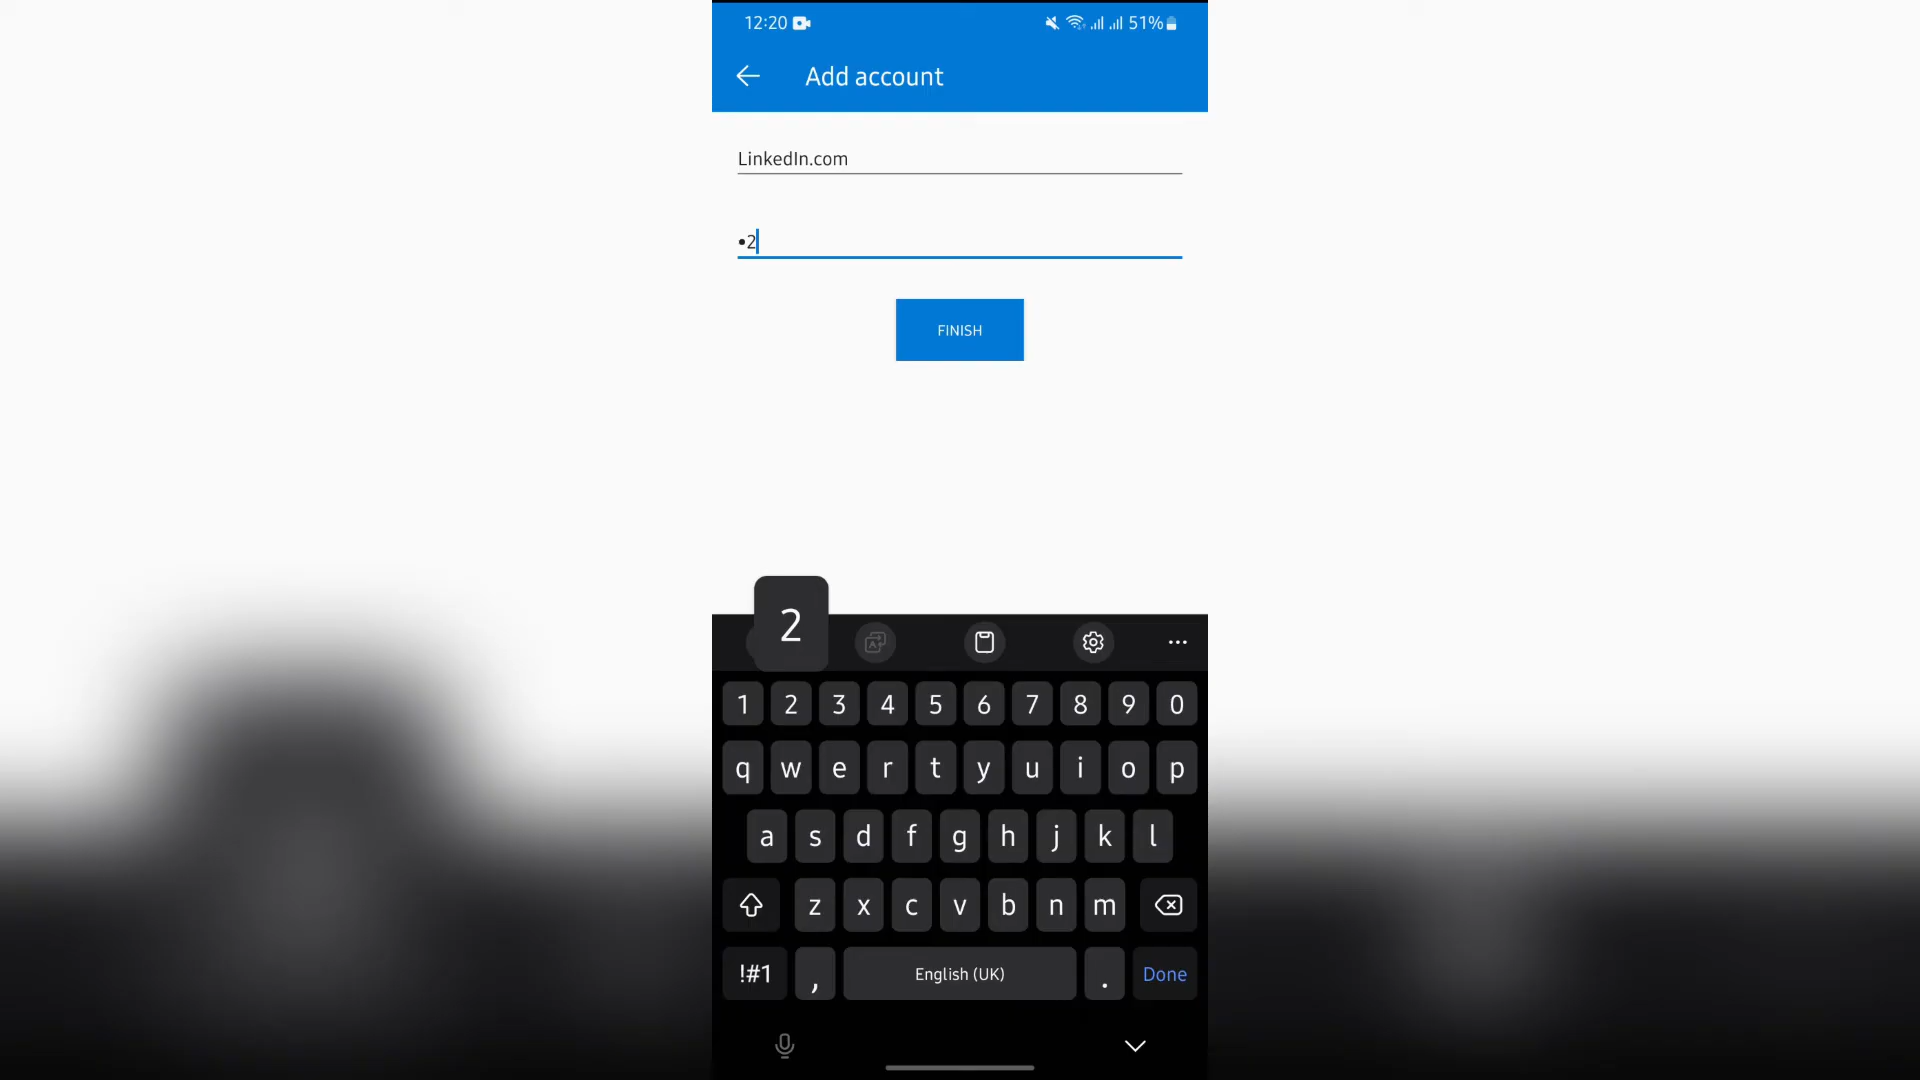 12:20 51%
Add account
LinkedIn.com
•2
FINISH
2
1 2 3 4 5 6 7 8 9 0
q w e r t y u i o p
a s d f g h j k l
z x c v b n m
!#1 , English (UK) . Done